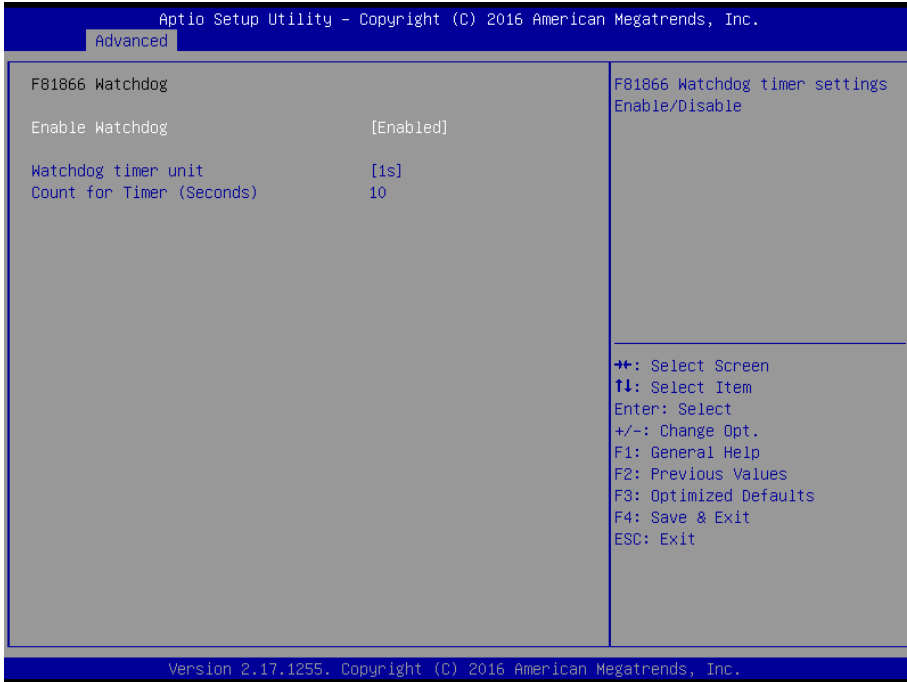 Aptio Setup Utility – Copyright (C) 2016 American Megatrends, Inc.
Advanced
F81866 Watchdog
Enable Watchdog [Enabled]
Watchdog timer unit [1s]
Count for Timer (Seconds) 10
F81866 Watchdog timer settings
Enable/Disable
→←: Select Screen
↑↓: Select Item
Enter: Select
+/-: Change Opt.
F1: General Help
F2: Previous Values
F3: Optimized Defaults
F4: Save & Exit
ESC: Exit
Version 2.17.1255. Copyright (C) 2016 American Megatrends, Inc.